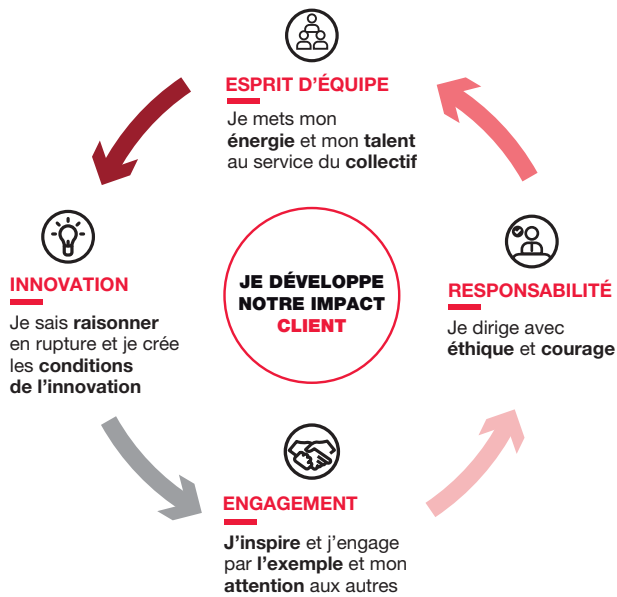 ESPRIT D'ÉQUIPE
Je mets mon
énergie et mon talent
au service du collectif
INNOVATION
Je sais raisonner
en rupture et je crée
les conditions
de l'innovation
JE DÉVELOPPE
NOTRE IMPACT
CLIENT
RESPONSABILITÉ
Je dirige avec
éthique et courage
ENGAGEMENT
J'inspire et j'engage
par l'exemple et mon
attention aux autres